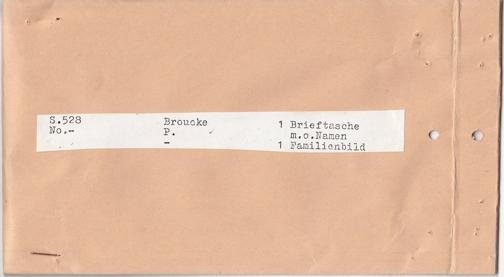 S.528 Broucke 1 Brieftasche
No.- P. m.o.Namen
- 1 Familienbild